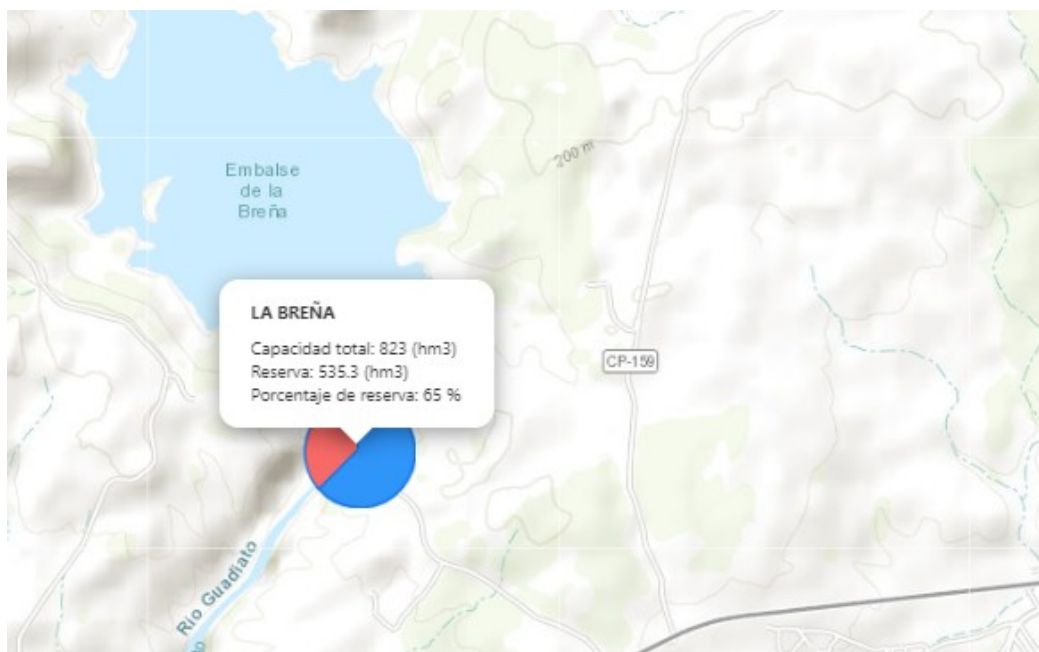 Embalse
de la
Breña
200 m
LA BREÑA
Capacidad total: 823 (hm3)
Reserva: 535.3 (hm3)
Porcentaje de reserva: 65 %
CP-159
Río Guadiato